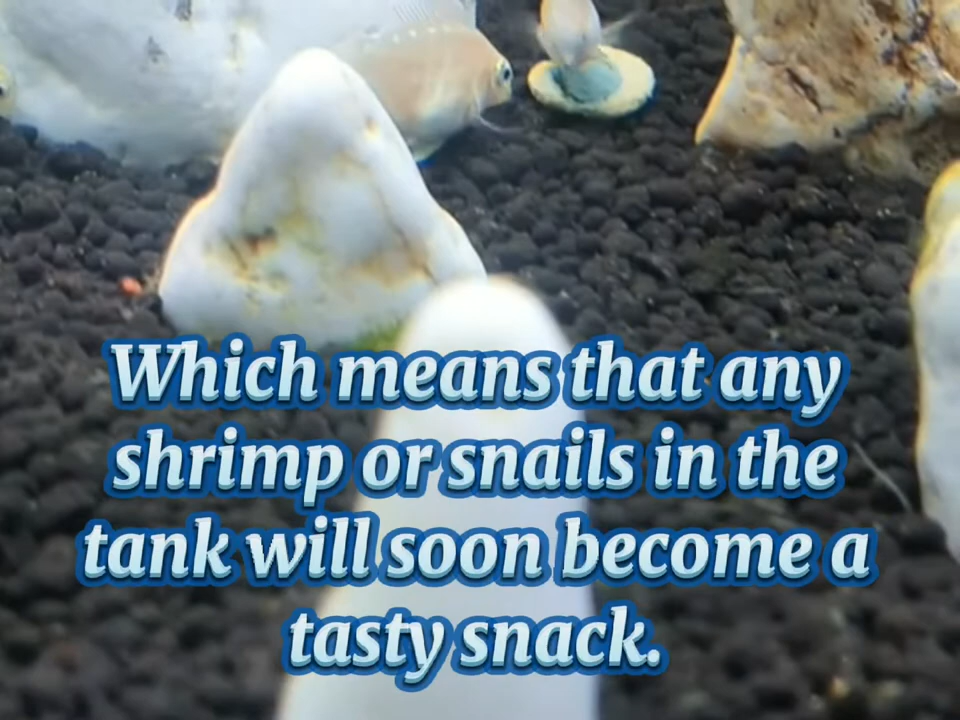 Which means that any
shrimp or snails in the
tank will soon become a
tasty snack.